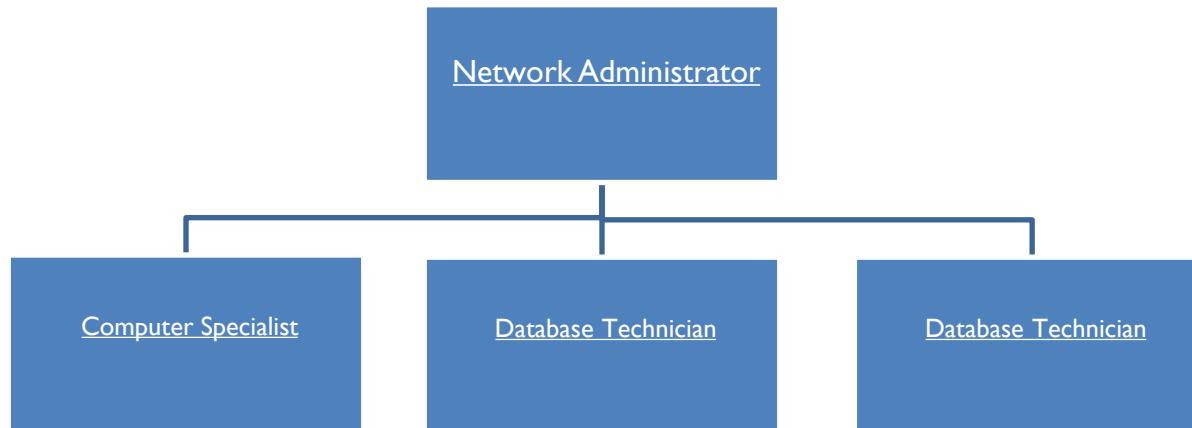 Network Administrator
Computer Specialist
Database Technician
Database Technician